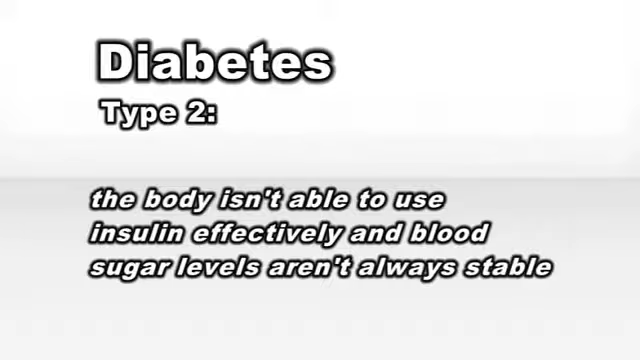 Diabetes
Type 2:
the body isn't able to use
insulin effectively and blood
sugar levels aren't always stable